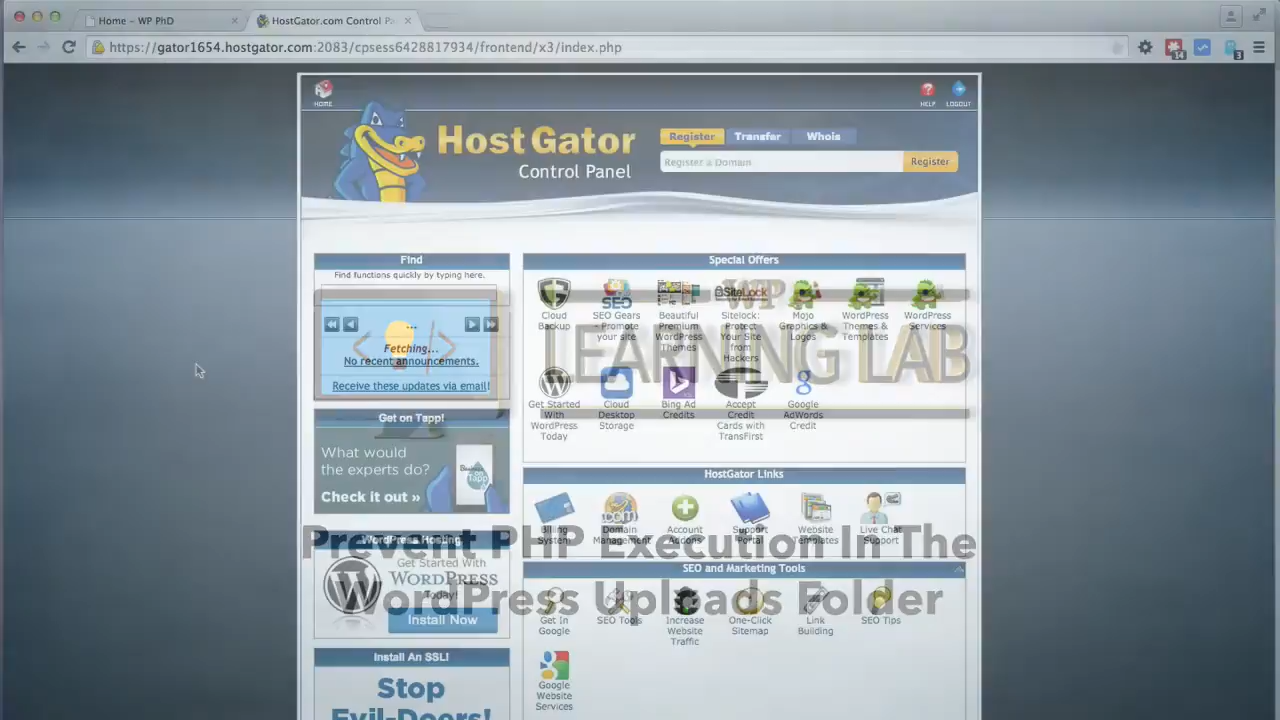 Home – WP PhD
HostGator.com Control Pa
https://gator1654.hostgator.com:2083/cpsess6428817934/frontend/x3/index.php
14
3
HOME
HELP
LOGOUT
HostGator
Control Panel
Register
Transfer
Whois
Register a Domain
Register
Find
Find functions quickly by typing here.
...
Fetching...
No recent announcements.
Receive these updates via email!
Get on Tapp!
What would
the experts do?
Check it out »
WordPress Hosting
Get Started With
WORDPRESS
Today!
Install Now
Install An SSL!
Stop
Evil-Doers!
Special Offers
Cloud
Backup
SEO
SEO Gears
- Promote
your site
Beautiful
Premium
WordPress
Themes
SiteLock
Sitelock:
Protect
Your Site
from
Hackers
Mojo
Graphics &
Logos
WordPress
Themes &
Templates
WordPress
Services
Get Started
With
WordPress
Today
Cloud
Desktop
Storage
Bing Ad
Credits
Accept
Credit
Cards with
TransFirst
Google
AdWords
Credit
WP
LEARNING LAB
HostGator Links
Billing
System
Domain
Management
Account
Addons
Support
Portal
Website
Templates
Live Chat
Support
Prevent PHP Execution In The
WordPress Uploads Folder
SEO and Marketing Tools
Get In
Google
SEO Tools
Increase
Website
Traffic
One-Click
Sitemap
Link
Building
SEO Tips
Google
Website
Services